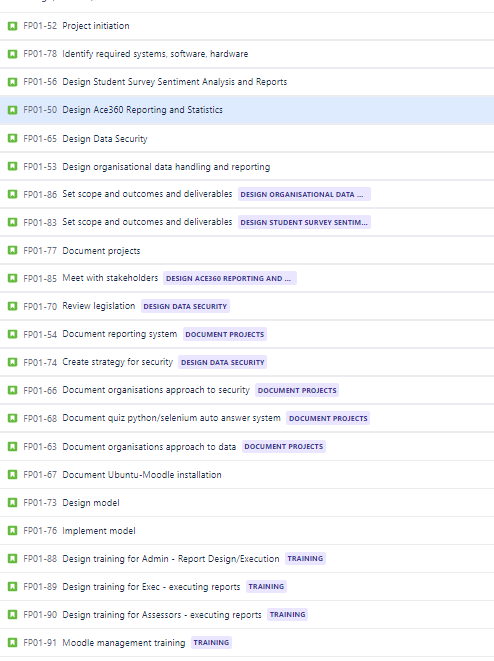 FP01-52 Project initiation
FP01-78 Identify required systems, software, hardware
FP01-56 Design Student Survey Sentiment Analysis and Reports
FP01-50 Design Ace360 Reporting and Statistics
FP01-65 Design Data Security
FP01-53 Design organisational data handling and reporting
FP01-86 Set scope and outcomes and deliverables DESIGN ORGANISATIONAL DATA ...
FP01-83 Set scope and outcomes and deliverables DESIGN STUDENT SURVEY SENTIM...
FP01-77 Document projects
FP01-85 Meet with stakeholders DESIGN ACE360 REPORTING AND ...
FP01-70 Review legislation DESIGN DATA SECURITY
FP01-54 Document reporting system DOCUMENT PROJECTS
FP01-74 Create strategy for security DESIGN DATA SECURITY
FP01-66 Document organisations approach to security DOCUMENT PROJECTS
FP01-68 Document quiz python/selenium auto answer system DOCUMENT PROJECTS
FP01-63 Document organisations approach to data DOCUMENT PROJECTS
FP01-67 Document Ubuntu-Moodle installation
FP01-73 Design model
FP01-76 Implement model
FP01-88 Design training for Admin - Report Design/Execution TRAINING
FP01-89 Design training for Exec - executing reports TRAINING
FP01-90 Design training for Assessors - executing reports TRAINING
FP01-91 Moodle management training TRAINING